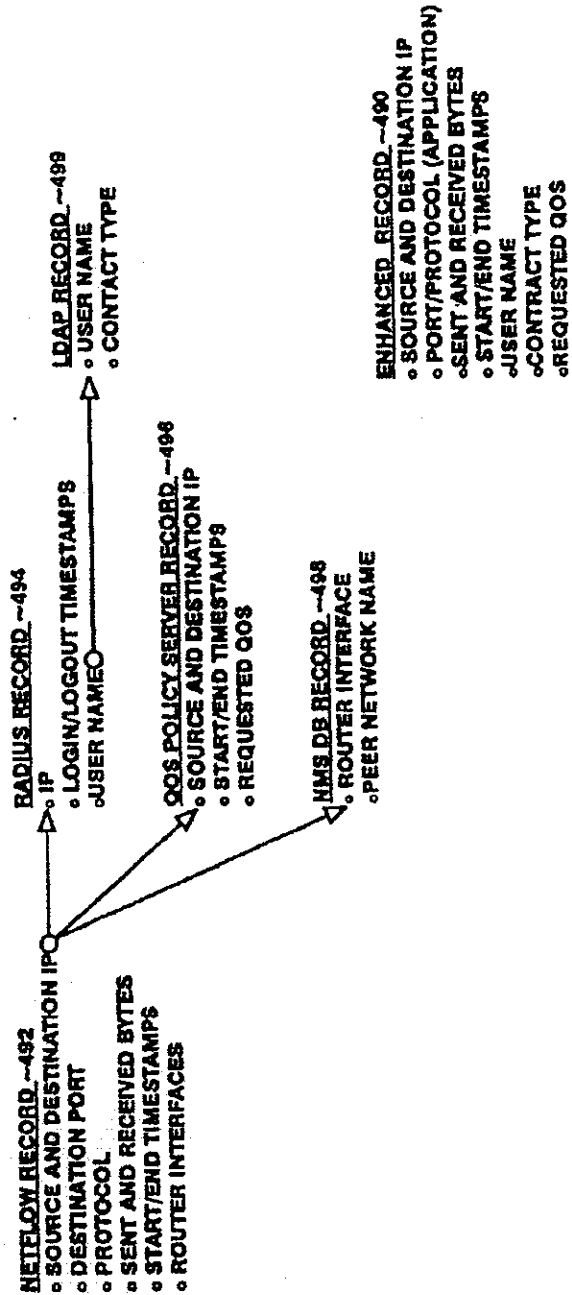 NETFLOW RECORD ~492
o SOURCE AND DESTINATION IP
o DESTINATION PORT
o PROTOCOL
o SENT AND RECEIVED BYTES
o START/END TIMESTAMPS
o ROUTER INTERFACES
RADIUS RECORD ~494
o IP
o LOGIN/LOGOUT TIMESTAMPS
o USER NAME
QOS POLICY SERVER RECORD ~496
o SOURCE AND DESTINATION IP
o START/END TIMESTAMPS
o REQUESTED QOS
NMS DB RECORD ~498
o ROUTER INTERFACE
o PEER NETWORK NAME
LDAP RECORD ~499
o USER NAME
o CONTACT TYPE
ENHANCED RECORD ~490
o SOURCE AND DESTINATION IP
o PORT/PROTOCOL (APPLICATION)
o SENT AND RECEIVED BYTES
o START/END TIMESTAMPS
o USER NAME
o CONTRACT TYPE
o REQUESTED QOS